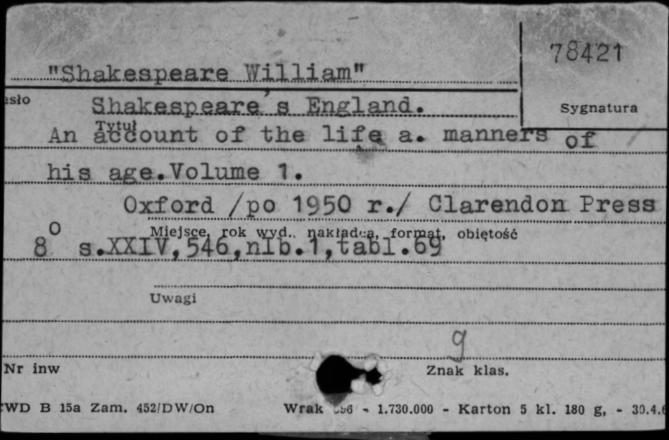 78421
"Shakespeare William"
Sygnatura
Shakespeare's England.
Tytuł
An account of the life a. manners of
his age.Volume 1.
Oxford /po 1950 r./ Clarendon Press
Miejsce, rok wyd., nakładca, format, objętość
8° s.XXIV,546,nlb.1,tabl.69
Uwagi
g
Nr inw
Znak klas.
WD B 15a Zam. 452/DW/On Wrak - 1.730.000 - Karton 5 kl. 180 g, - 30.4.